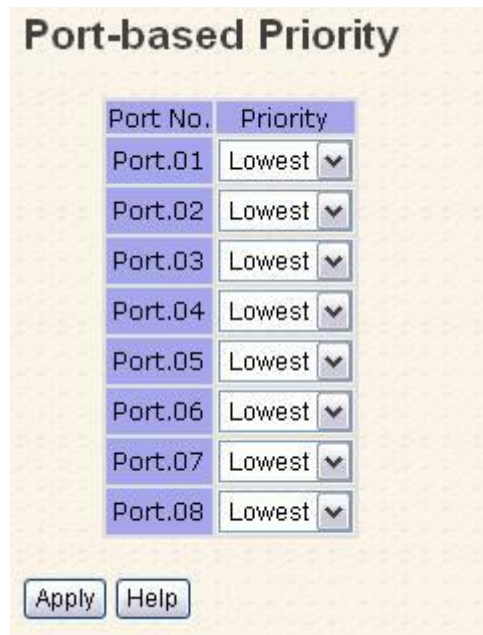 Port-based Priority
Port No. Priority
Port.01 Lowest
Port.02 Lowest
Port.03 Lowest
Port.04 Lowest
Port.05 Lowest
Port.06 Lowest
Port.07 Lowest
Port.08 Lowest
Apply Help